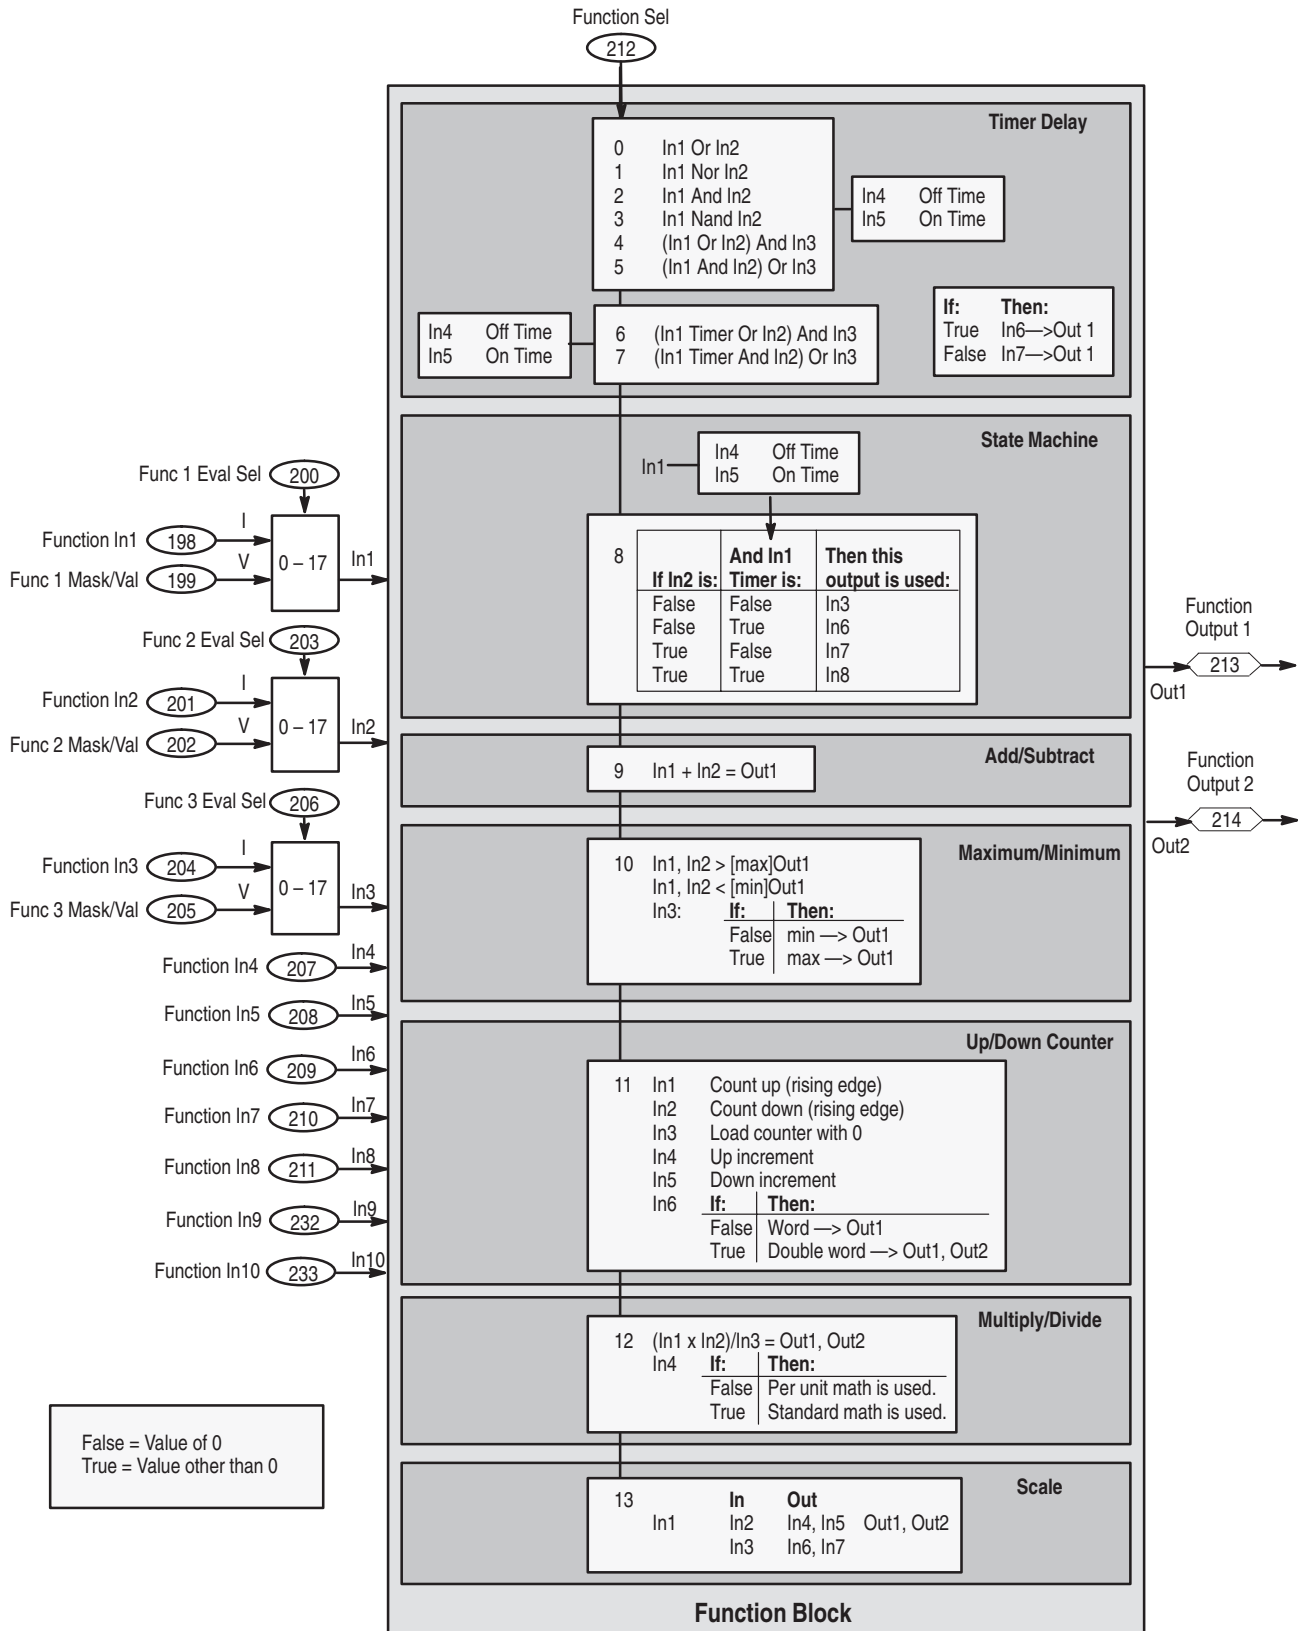 Function Sel
212
Timer Delay
0 In1 Or In2
1 In1 Nor In2
2 In1 And In2
3 In1 Nand In2
4 (In1 Or In2) And In3
5 (In1 And In2) Or In3
In4 Off Time
In5 On Time
If: Then:
True In6—>Out 1
False In7—>Out 1
In4 Off Time
In5 On Time
6 (In1 Timer Or In2) And In3
7 (In1 Timer And In2) Or In3
State Machine
In1
In4 Off Time
In5 On Time
8
And In1 Then this
If In2 is: Timer is: output is used:
False False In3
False True In6
True False In7
True True In8
Func 1 Eval Sel 200
Function In1 198 I
Func 1 Mask/Val 199 V
0 – 17 In1
Func 2 Eval Sel 203
Function In2 201 I
Func 2 Mask/Val 202 V
0 – 17 In2
Func 3 Eval Sel 206
Function In3 204 I
Func 3 Mask/Val 205 V
0 – 17 In3
Function In4 207 In4
Function In5 208 In5
Function In6 209 In6
Function In7 210 In7
Function In8 211 In8
Function In9 232 In9
Function In10 233 In10
Add/Subtract
9 In1 + In2 = Out1
Maximum/Minimum
10 In1, In2 > [max]Out1
In1, In2 < [min]Out1
In3: If: Then:
False min —> Out1
True max —> Out1
Up/Down Counter
11 In1 Count up (rising edge)
In2 Count down (rising edge)
In3 Load counter with 0
In4 Up increment
In5 Down increment
In6 If: Then:
False Word —> Out1
True Double word —> Out1, Out2
Multiply/Divide
12 (In1 x In2)/In3 = Out1, Out2
In4 If: Then:
False Per unit math is used.
True Standard math is used.
Scale
13 In Out
In1 In2 In4, In5 Out1, Out2
In3 In6, In7
Function Block
Function
Output 1
213
Out1
Function
Output 2
214
Out2
False = Value of 0
True = Value other than 0